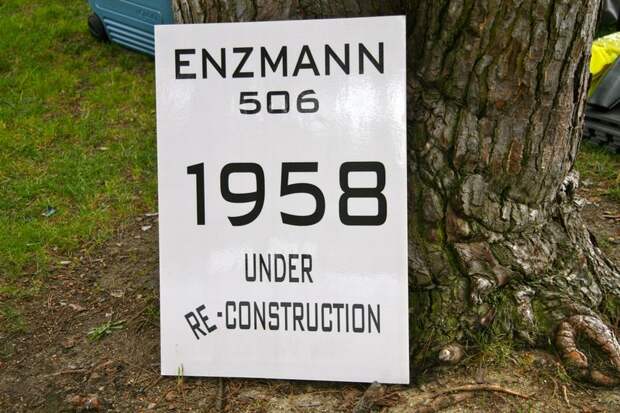 ENZMANN
506
1958
UNDER
RE-CONSTRUCTION